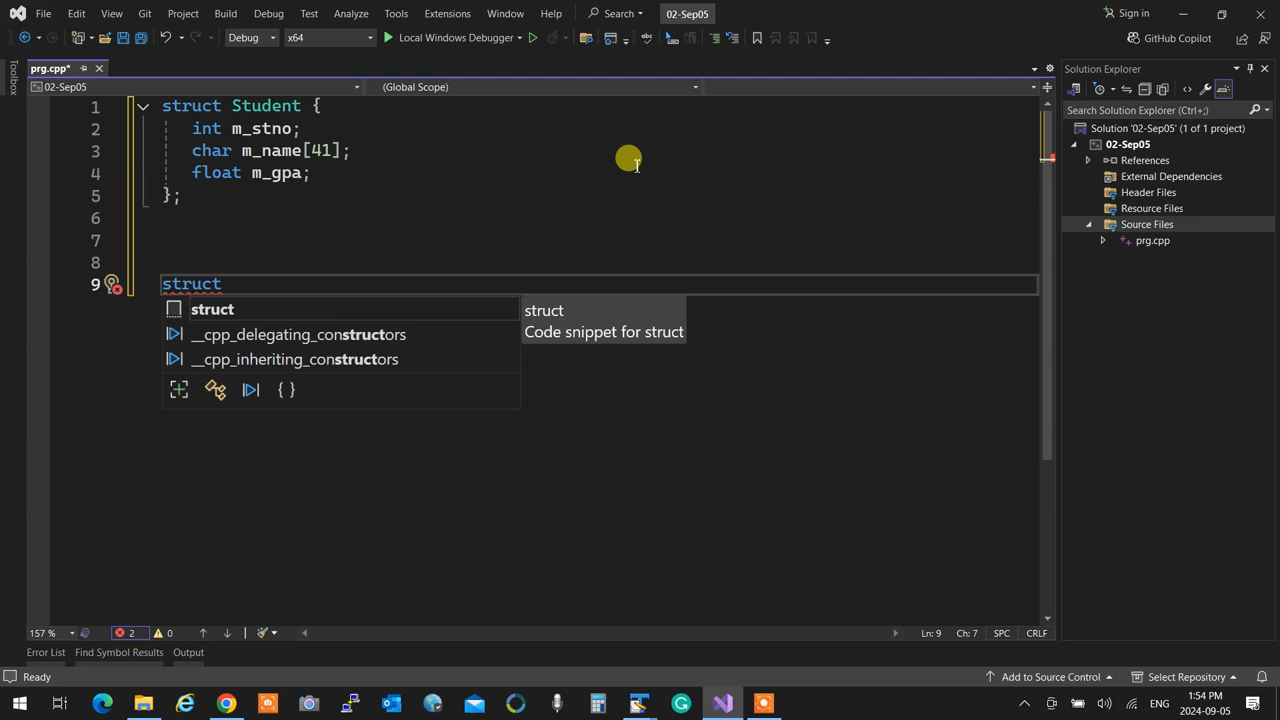 File Edit View Git Project Build Debug Test Analyze Tools Extensions Window Help Search 02-Sep05 Sign in
Debug x64 Local Windows Debugger GitHub Copilot
Toolbox
prg.cpp*
02-Sep05 (Global Scope)
1 struct Student {
2 int m_stno;
3 char m_name[41];
4 float m_gpa;
5 };
6
7
8
9 struct
struct
__cpp_delegating_constructors
__cpp_inheriting_constructors
{ }
struct
Code snippet for struct
Solution Explorer
Search Solution Explorer (Ctrl+;)
Solution '02-Sep05' (1 of 1 project)
02-Sep05
References
External Dependencies
Header Files
Resource Files
Source Files
prg.cpp
157 % 2 0 Ln: 9 Ch: 7 SPC CRLF
Error List Find Symbol Results Output
Ready Add to Source Control Select Repository
ENG 1:54 PM
2024-09-05